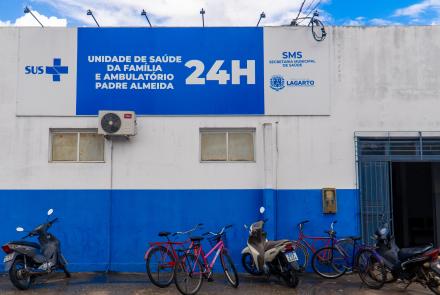 SUS
UNIDADE DE SAÚDE
DA FAMÍLIA
E AMBULATÓRIO
PADRE ALMEIDA
24H
SMS
SECRETARIA MUNICIPAL
DE SAÚDE
LAGARTO